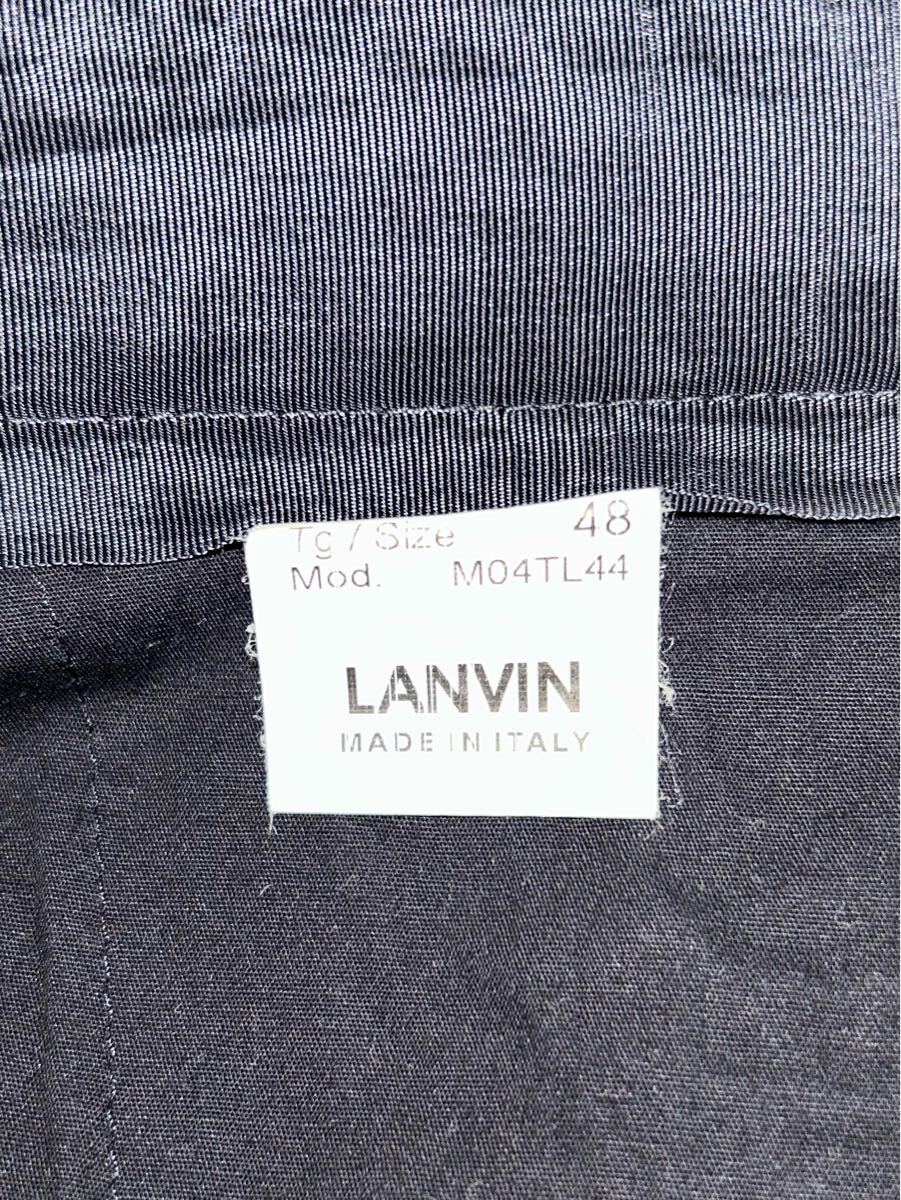 Tg / Size 48
Mod. M04TL44
LANVIN
MADE IN ITALY